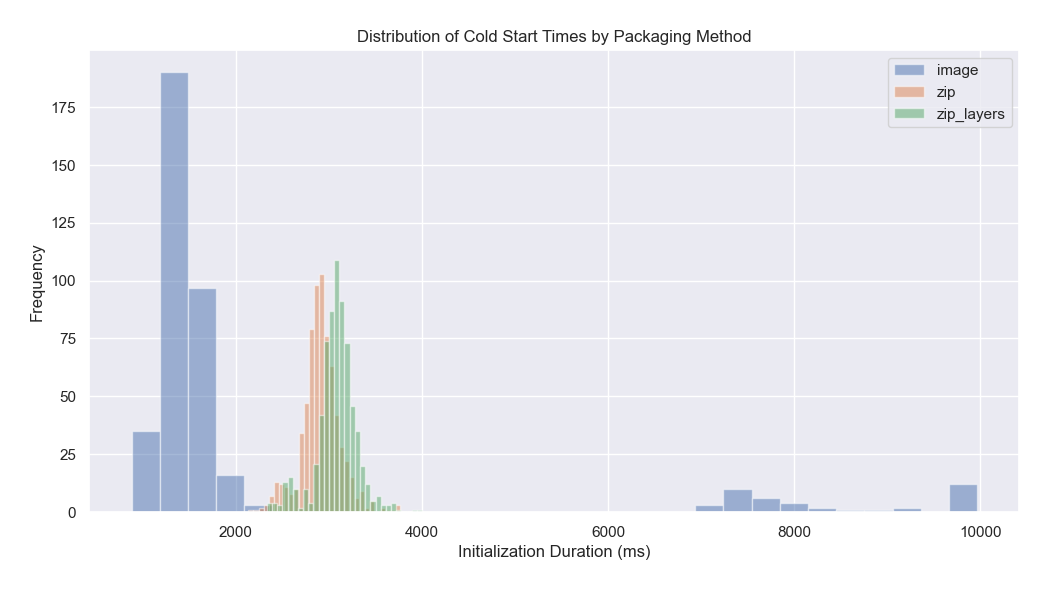 Distribution of Cold Start Times by Packaging Method
image
zip
zip_layers
175
150
125
100
75
50
25
0
Frequency
2000
4000
6000
8000
10000
Initialization Duration (ms)